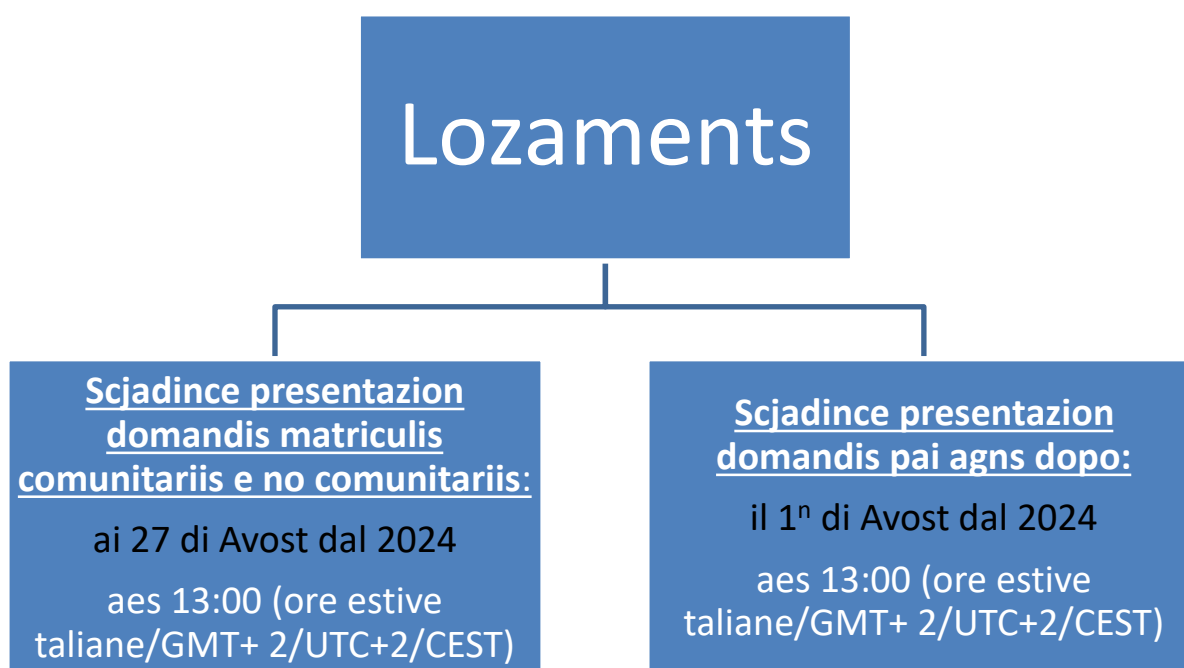 Lozaments
Scjadince presentazion
domandis matriculis
comunitariis e no comunitariis:
ai 27 di Avost dal 2024
aes 13:00 (ore estive
taliane/GMT+ 2/UTC+2/CEST)
Scjadince presentazion
domandis pai agns dopo:
il 1ⁿ di Avost dal 2024
aes 13:00 (ore estive
taliane/GMT+ 2/UTC+2/CEST)